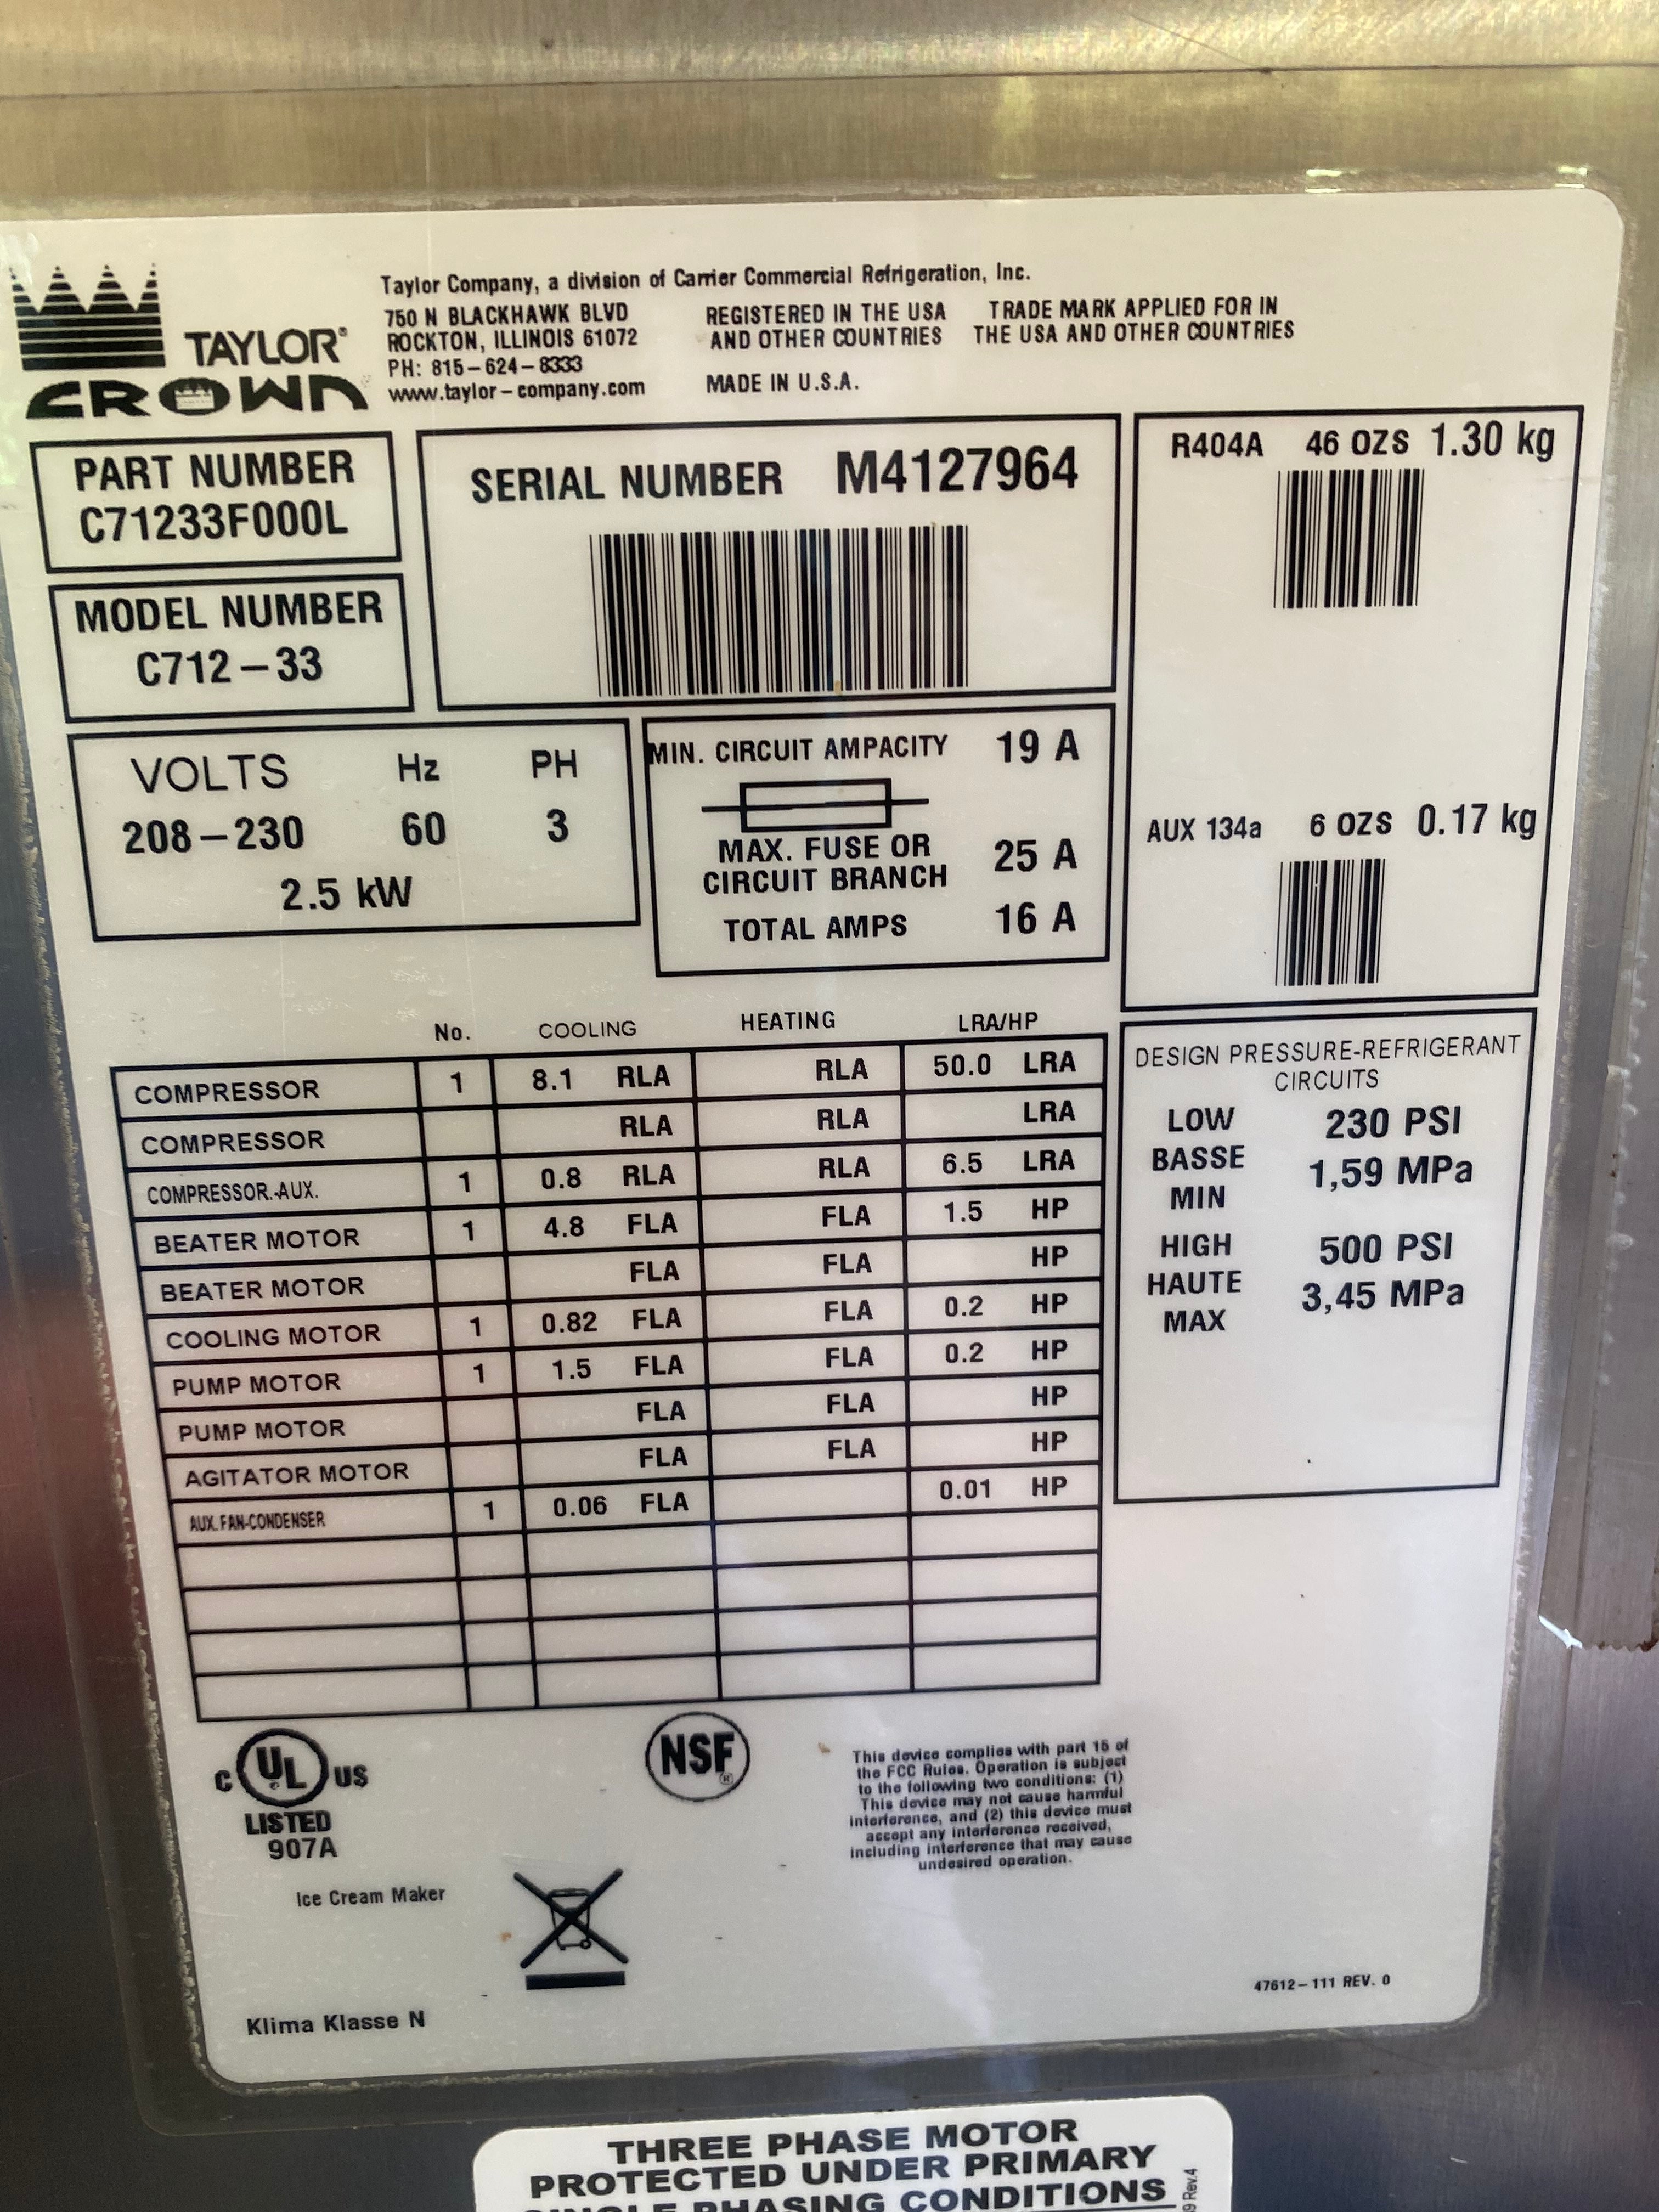 TAYLOR®
CROWN
Taylor Company, a division of Carrier Commercial Refrigeration, Inc.
750 N BLACKHAWK BLVD
ROCKTON, ILLINOIS 61072
PH: 815-624-8333
www.taylor-company.com
REGISTERED IN THE USA
AND OTHER COUNTRIES
MADE IN U.S.A.
TRADE MARK APPLIED FOR IN
THE USA AND OTHER COUNTRIES
PART NUMBER
C71233F000L
MODEL NUMBER
C712-33
SERIAL NUMBER M4127964
R404A 46 OZS 1.30 kg
AUX 134a 6 OZS 0.17 kg
VOLTS Hz PH
208-230 60 3
2.5 kW
MIN. CIRCUIT AMPACITY 19 A
MAX. FUSE OR
CIRCUIT BRANCH 25 A
TOTAL AMPS 16 A
No. COOLING HEATING LRA/HP
COMPRESSOR 1 8.1 RLA RLA 50.0 LRA
COMPRESSOR RLA RLA LRA
COMPRESSOR.-AUX. 1 0.8 RLA RLA 6.5 LRA
BEATER MOTOR 1 4.8 FLA FLA 1.5 HP
BEATER MOTOR FLA FLA HP
COOLING MOTOR 1 0.82 FLA FLA 0.2 HP
PUMP MOTOR 1 1.5 FLA FLA 0.2 HP
PUMP MOTOR FLA FLA HP
AGITATOR MOTOR FLA FLA HP
AUX. FAN-CONDENSER 1 0.06 FLA 0.01 HP
DESIGN PRESSURE-REFRIGERANT
CIRCUITS
LOW 230 PSI
BASSE 1,59 MPa
MIN
HIGH 500 PSI
HAUTE 3,45 MPa
MAX
C UL US
LISTED
907A
Ice Cream Maker
NSF®
This device complies with part 15 of
the FCC Rules. Operation is subject
to the following two conditions: (1)
This device may not cause harmful
interference, and (2) this device must
accept any interference received,
including interference that may cause
undesired operation.
47612-111 REV. 0
Klima Klasse N
THREE PHASE MOTOR
PROTECTED UNDER PRIMARY
SINGLE PHASING CONDITIONS
9 Rev.4